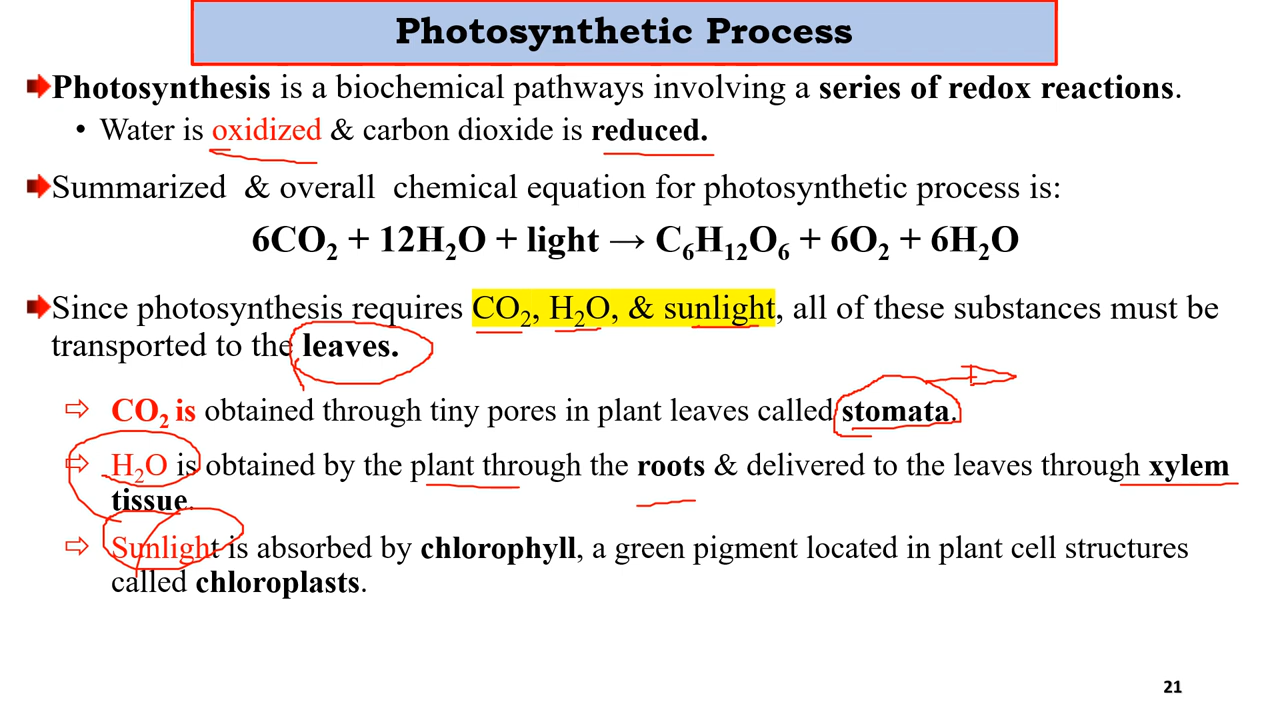 Photosynthetic Process
Photosynthesis is a biochemical pathways involving a series of redox reactions.
• Water is oxidized & carbon dioxide is reduced.
Summarized & overall chemical equation for photosynthetic process is:
6CO₂ + 12H₂O + light → C₆H₁₂O₆ + 6O₂ + 6H₂O
Since photosynthesis requires CO₂, H₂O, & sunlight, all of these substances must be
transported to the leaves.
⇨ CO₂ is obtained through tiny pores in plant leaves called stomata.
⇨ H₂O is obtained by the plant through the roots & delivered to the leaves through xylem
tissue.
⇨ Sunlight is absorbed by chlorophyll, a green pigment located in plant cell structures
called chloroplasts.
21